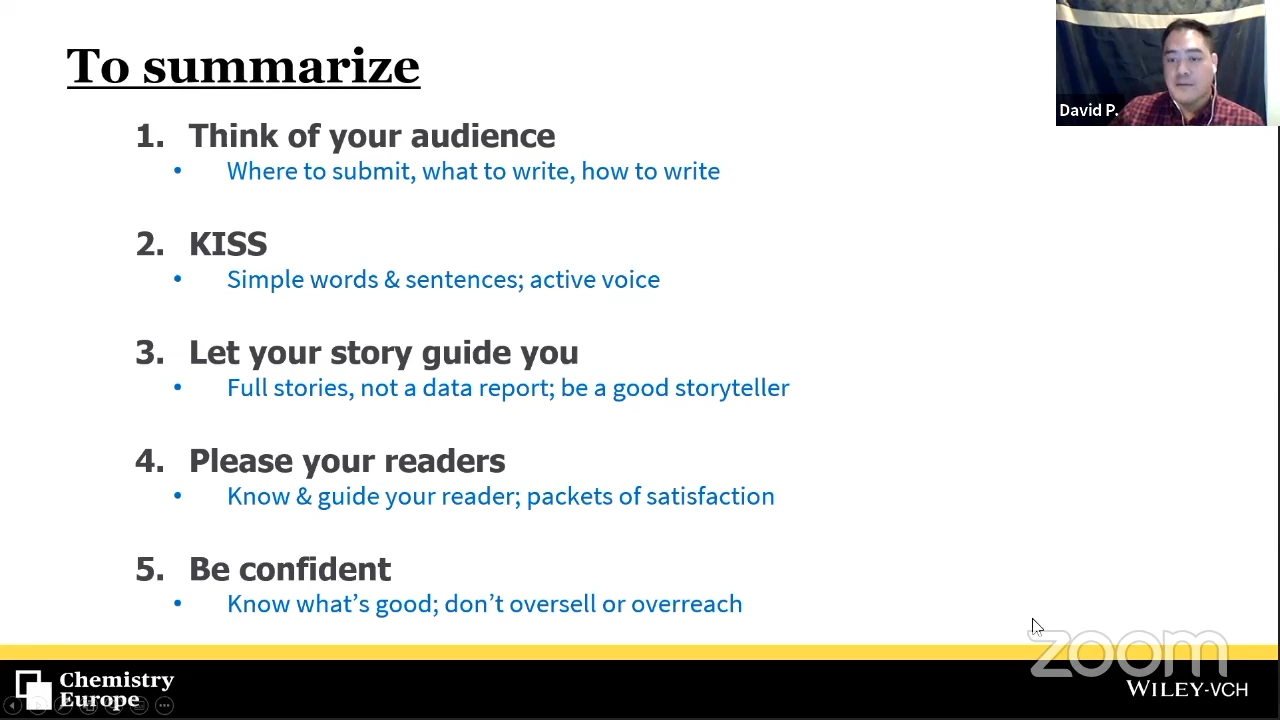 To summarize
David P.
1. Think of your audience
• Where to submit, what to write, how to write
2. KISS
• Simple words & sentences; active voice
3. Let your story guide you
• Full stories, not a data report; be a good storyteller
4. Please your readers
• Know & guide your reader; packets of satisfaction
5. Be confident
• Know what’s good; don’t oversell or overreach
zoom
Chemistry
Europe
WILEY-VCH